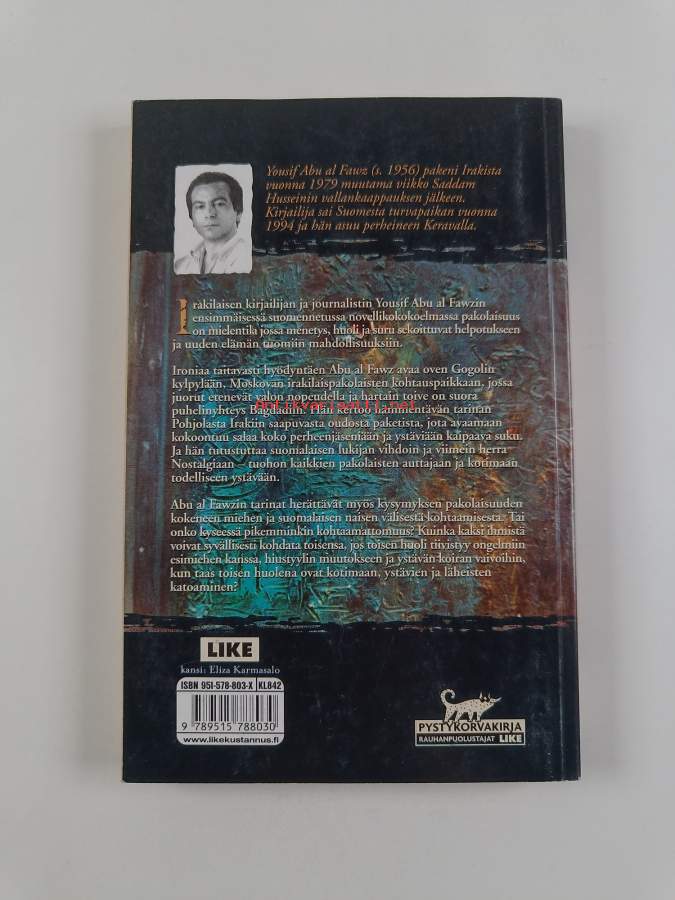 Yousif Abu al Fawz (s. 1956) pakeni Irakista
vuonna 1979 muutama viikko Saddam
Husseinin vallankaappauksen jälkeen.
Kirjailija sai Suomesta turvapaikan vuonna
1994 ja hän asuu perheineen Keravalla.
Irakilaisen kirjailijan ja journalistin Yousif Abu al Fawzin
ensimmäisessä suomennetussa novellikokokoelmassa pakolaisuus
on mielentila jossa menetys, huoli ja suru sekoittuvat helpotukseen
ja uuden elämän tuomiin mahdollisuuksiin.
Ironiaa taitavasti hyödyntäen Abu al Fawz avaa oven Gogolin
kylpylään, Moskovan irakilaispakolaisten kohtauspaikkaan, jossa
juorut etenevät valon nopeudella ja hartain toive on suora
puhelinyhteys Bagdadiin. Hän kertoo hämmentävän tarinan
Pohjolasta Irakiin saapuvasta oudosta paketista, jota avaamaan
kokoontuu salaa koko perheenjäseniään ja ystäviään kaipaava suku.
Ja hän tutustuttaa suomalaisen lukijan vihdoin ja viimein herra
Nostalgiaan – tuohon kaikkien pakolaisten auttajaan ja kotimaan
todelliseen ystävään.
Abu al Fawzin tarinat herättävät myös kysymyksen pakolaisuuden
kokeneen miehen ja suomalaisen naisen välisestä kohtaamisesta. Tai
onko kyseessä pikemminkin kohtaamattomuus? Kuinka kaksi ihmistä
voivat syvällisesti kohdata toisensa, jos toisen huoli tiivistyy ongelmiin
esimiehen kanssa, hiustyylin muutokseen ja ystävän koiran vaivoihin,
kun taas toisen huolena ovat kotimaan, ystävien ja läheisten
katoaminen?
antikvariaatti.net
LIKE
kansi: Eliza Karmasalo
ISBN 951-578-803-X KL842
9 789515 788030
www.likekustannus.fi
PYSTYKORVAKIRJA
RAUHANPUOLUSTAJAT LIKE